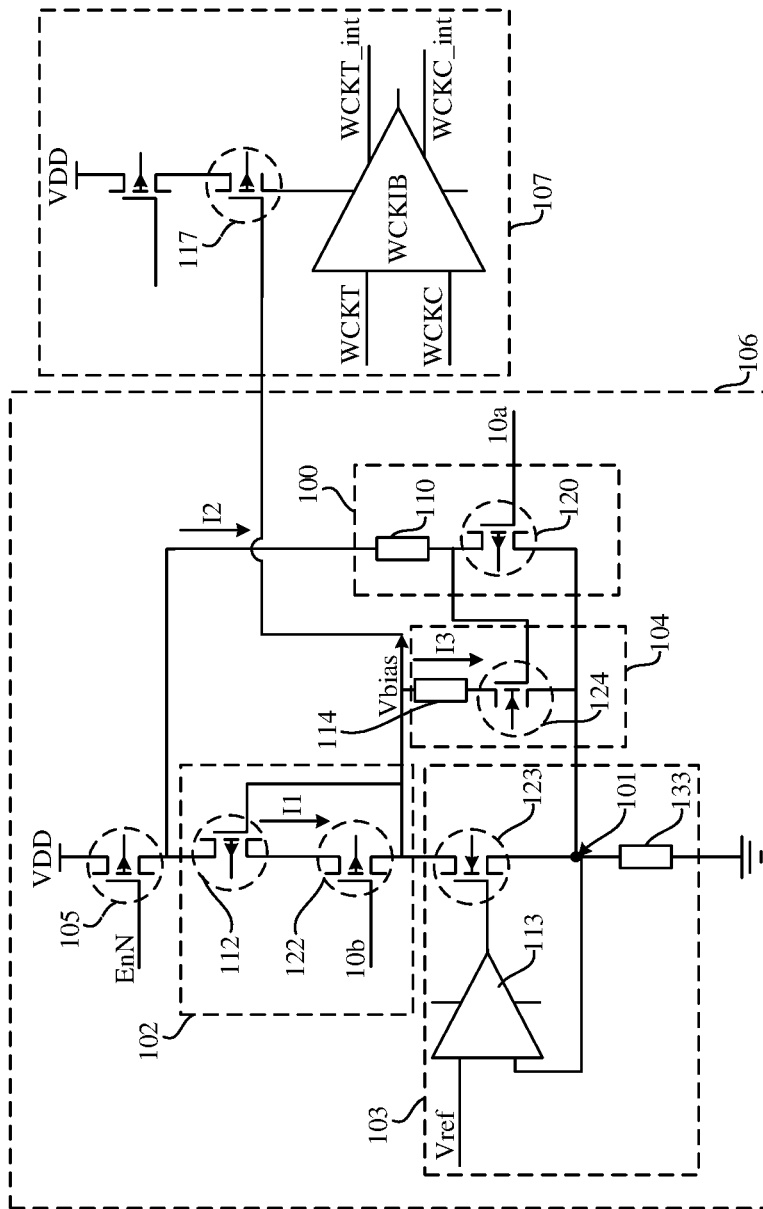 VDD
105
EnN
112
I1
122
10b
102
Vbias
I2
100
110
10a
120
I3
114
104
124
123
101
133
113
103
Vref
106
VDD
117
WCKIB
WCKT
WCKC
WCKT_int
WCKC_int
107